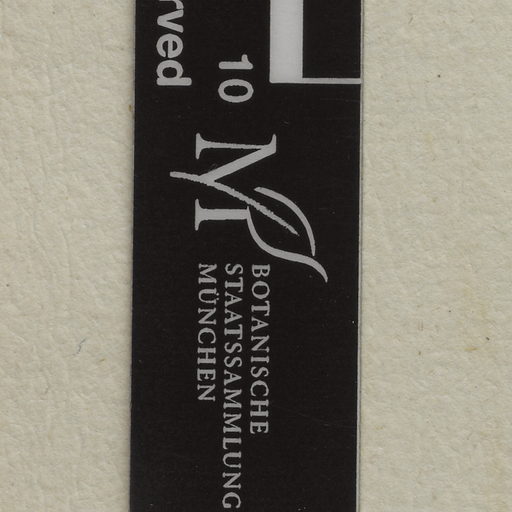 10
rved
BOTANISCHE
STAATSSAMMLUNG
MÜNCHEN